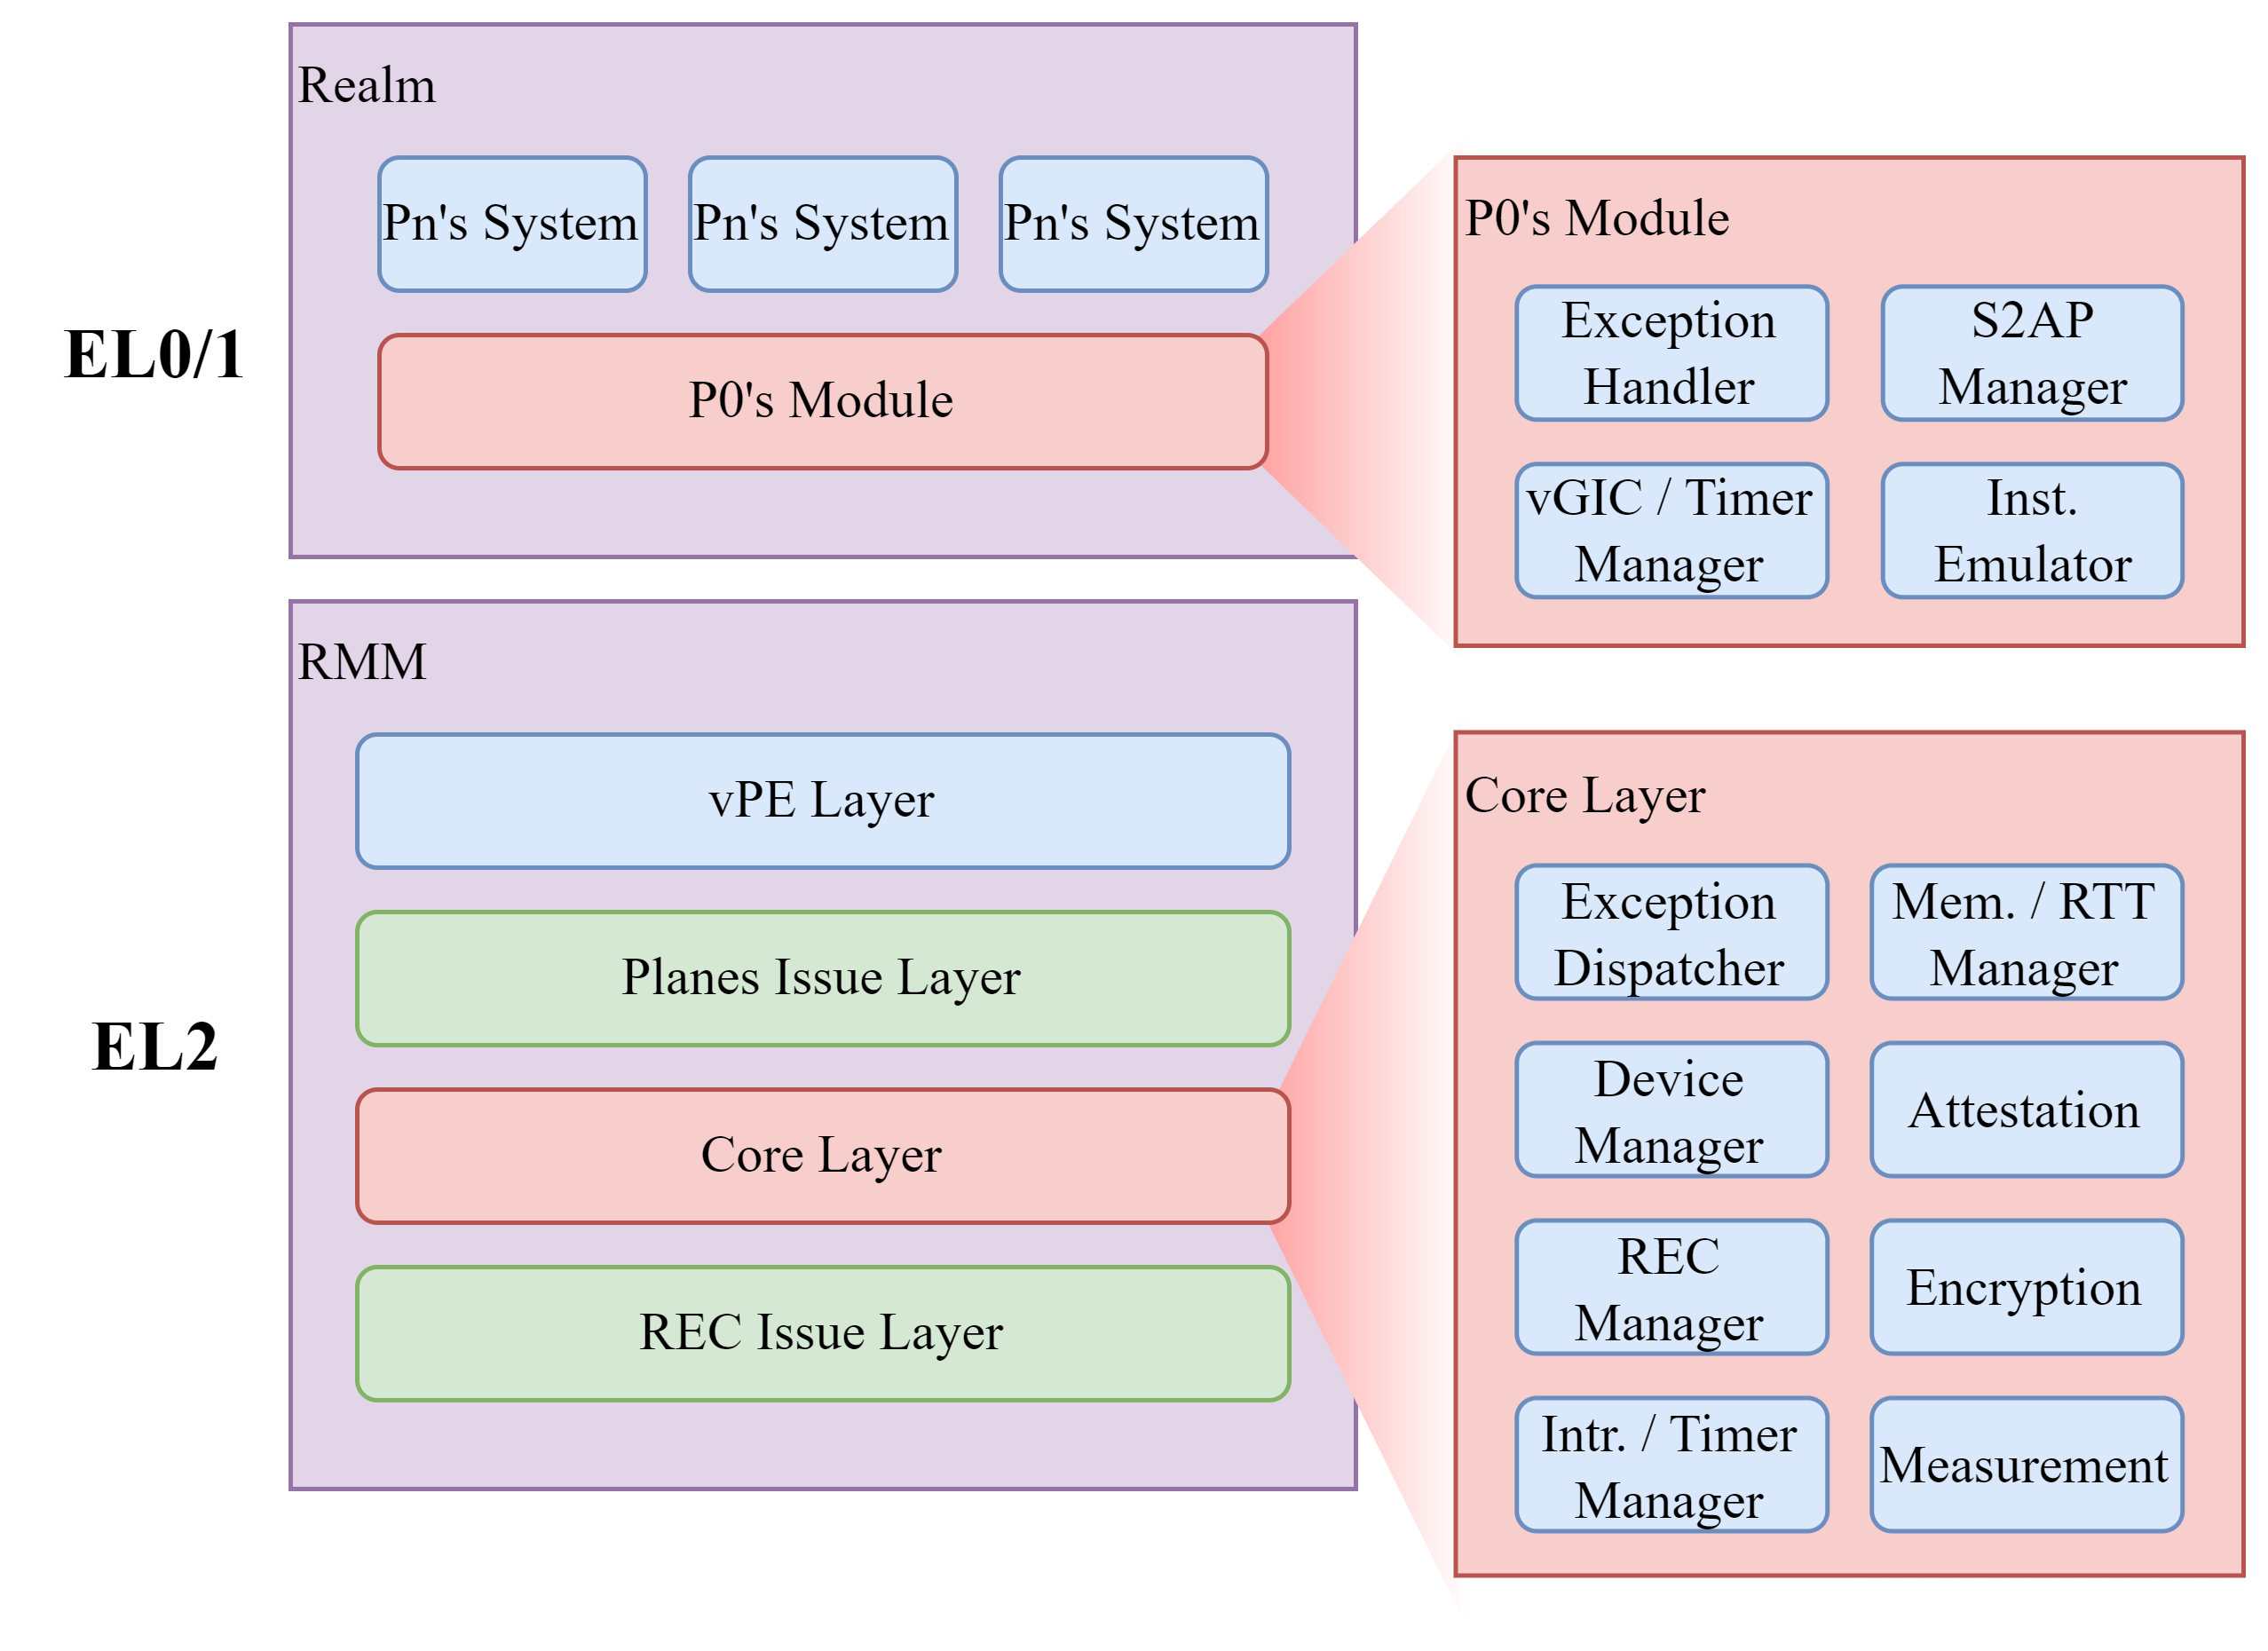 Realm
Pn's System
Pn's System
Pn's System
P0's Module
EL0/1
P0's Module
Exception
Handler
S2AP
Manager
vGIC / Timer
Manager
Inst.
Emulator
RMM
vPE Layer
Planes Issue Layer
Core Layer
REC Issue Layer
EL2
Core Layer
Exception
Dispatcher
Mem. / RTT
Manager
Device
Manager
Attestation
REC
Manager
Encryption
Intr. / Timer
Manager
Measurement